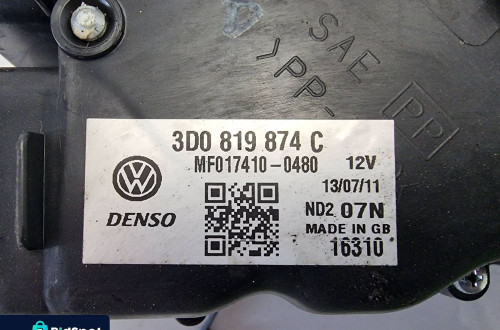 SAE
>PP-
PP
3D0 819 874 C
MF017410-0480 12V
13/07/11
DENSO
ND2 07N
MADE IN GB
16310
BidSpot